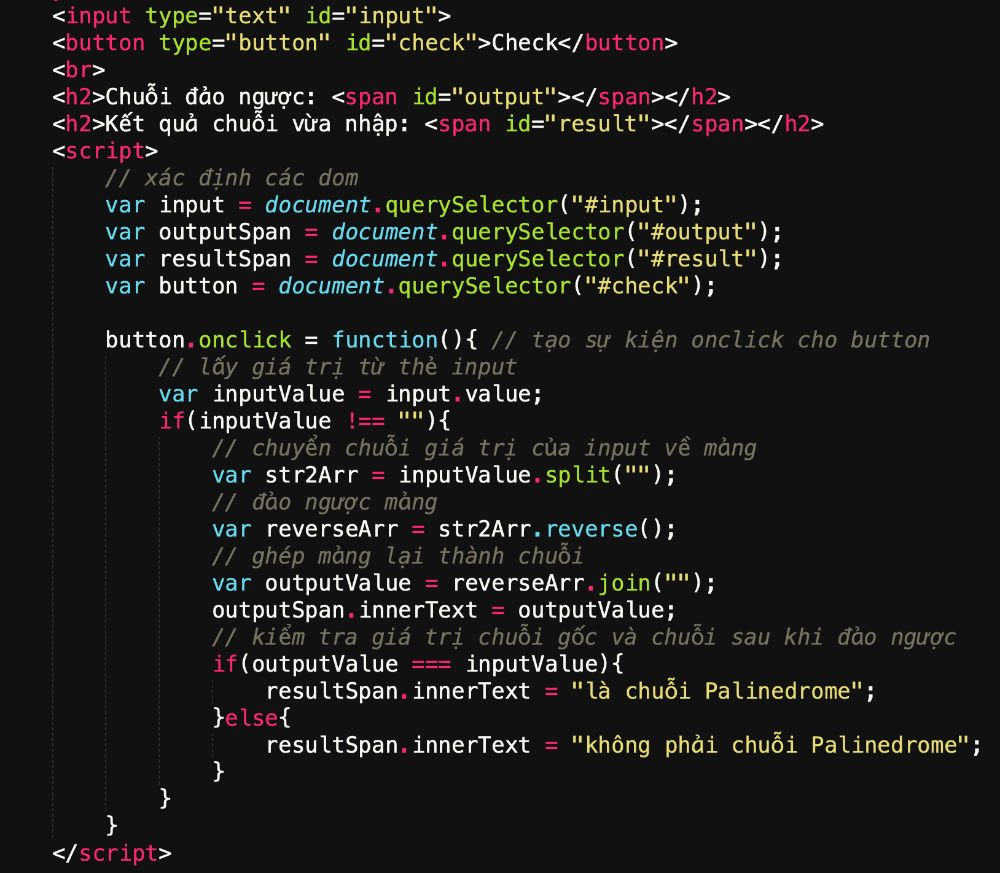 <input type="text" id="input">
<button type="button" id="check">Check</button>
<br>
<h2>Chuỗi đảo ngược: <span id="output"></span></h2>
<h2>Kết quả chuỗi vừa nhập: <span id="result"></span></h2>
<script>
// xác định các dom
var input = document.querySelector("#input");
var outputSpan = document.querySelector("#output");
var resultSpan = document.querySelector("#result");
var button = document.querySelector("#check");
button.onclick = function(){ // tạo sự kiện onclick cho button
// lấy giá trị từ thẻ input
var inputValue = input.value;
if(inputValue !== ""){
// chuyển chuỗi giá trị của input về mảng
var str2Arr = inputValue.split("");
// đảo ngược mảng
var reverseArr = str2Arr.reverse();
// ghép mảng lại thành chuỗi
var outputValue = reverseArr.join("");
outputSpan.innerText = outputValue;
// kiểm tra giá trị chuỗi gốc và chuỗi sau khi đảo ngược
if(outputValue === inputValue){
resultSpan.innerText = "là chuỗi Palinedrome";
}else{
resultSpan.innerText = "không phải chuỗi Palinedrome";
}
}
}
</script>